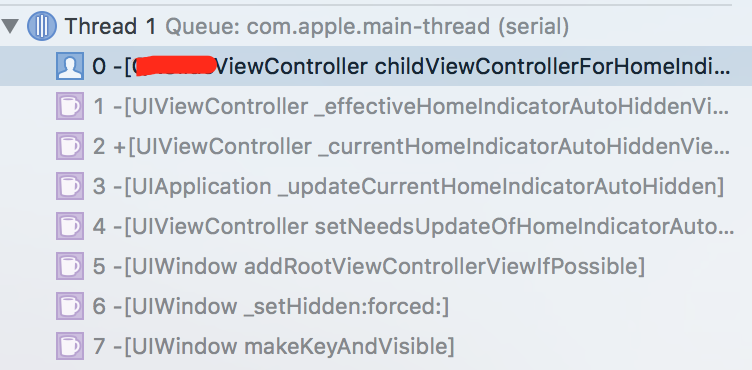 Thread 1 Queue: com.apple.main-thread (serial)
0 -[ ViewController childViewControllerForHomeIndi...
1 -[UIViewController _effectiveHomeIndicatorAutoHiddenVi...
2 +[UIViewController _currentHomeIndicatorAutoHiddenVie...
3 -[UIApplication _updateCurrentHomeIndicatorAutoHidden]
4 -[UIViewController setNeedsUpdateOfHomeIndicatorAuto...
5 -[UIWindow addRootViewControllerViewIfPossible]
6 -[UIWindow _setHidden:forced:]
7 -[UIWindow makeKeyAndVisible]